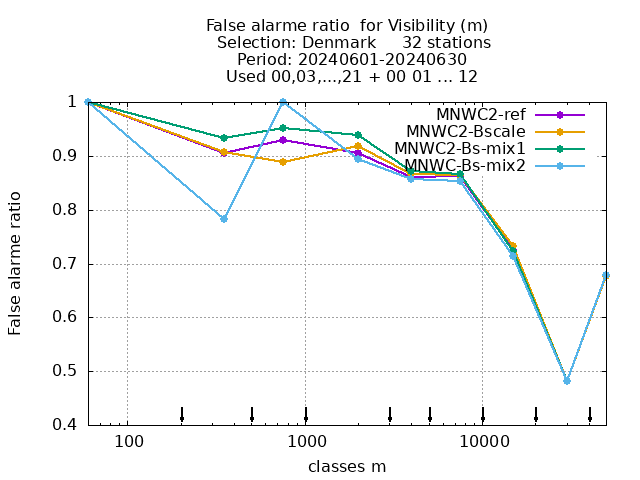 False alarme ratio  for Visibility (m)
Selection: Denmark     32 stations
Period: 20240601-20240630
Used 00,03,...,21 + 00 01 ... 12
MNWC2-ref
MNWC2-Bscale
MNWC2-Bs-mix1
MNWC-Bs-mix2
False alarme ratio
1
0.9
0.8
0.7
0.6
0.5
0.4
100 1000 10000
classes m